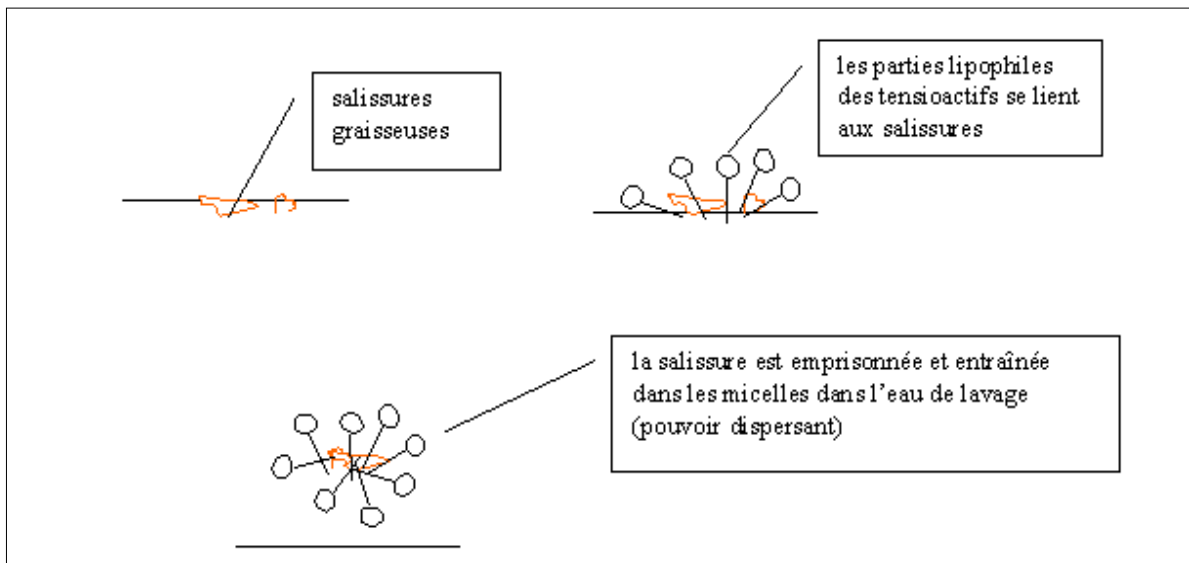 salissures
graisseuses
les parties lipophiles
des tensioactifs se lient
aux salissures
la salissure est emprisonnée et entraînée
dans les micelles dans l'eau de lavage
(pouvoir dispersant)